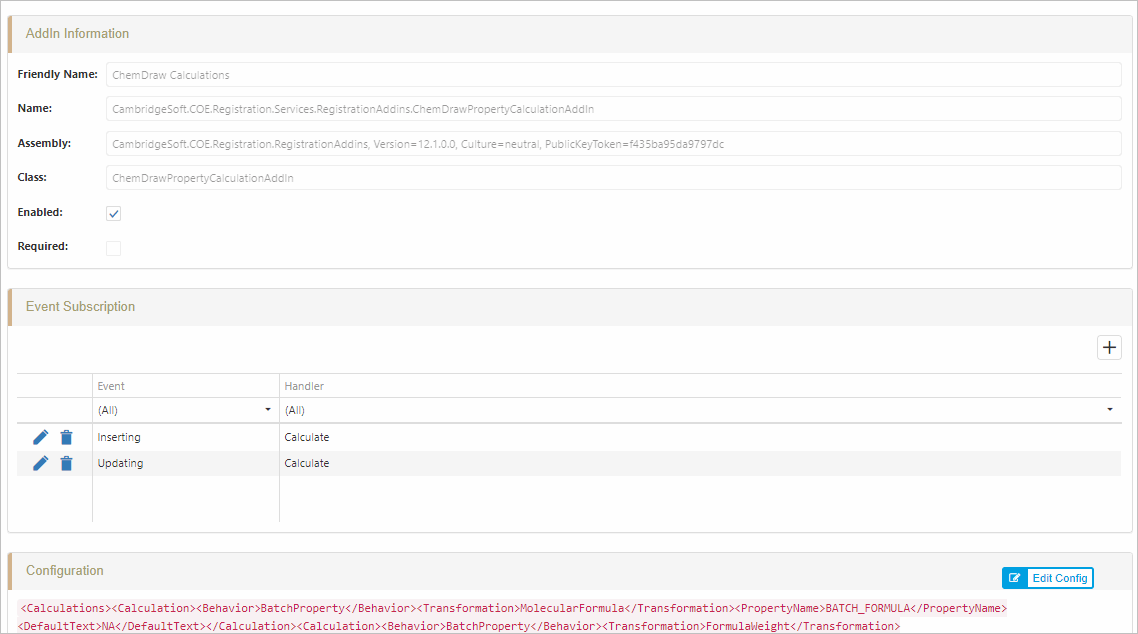 AddIn Information
Friendly Name: ChemDraw Calculations
Name: CambridgeSoft.COE.Registration.Services.RegistrationAddins.ChemDrawPropertyCalculationAddIn
Assembly: CambridgeSoft.COE.Registration.RegistrationAddins, Version=12.1.0.0, Culture=neutral, PublicKeyToken=f435ba95da9797dc
Class: ChemDrawPropertyCalculationAddIn
Enabled:
Required:
Event Subscription
Event Handler
(All) (All)
Inserting Calculate
Updating Calculate
Configuration
Edit Config
<Calculations><Calculation><Behavior>BatchProperty</Behavior><Transformation>MolecularFormula</Transformation><PropertyName>BATCH_FORMULA</PropertyName>
<DefaultText>NA</DefaultText></Calculation><Calculation><Behavior>BatchProperty</Behavior><Transformation>FormulaWeight</Transformation>